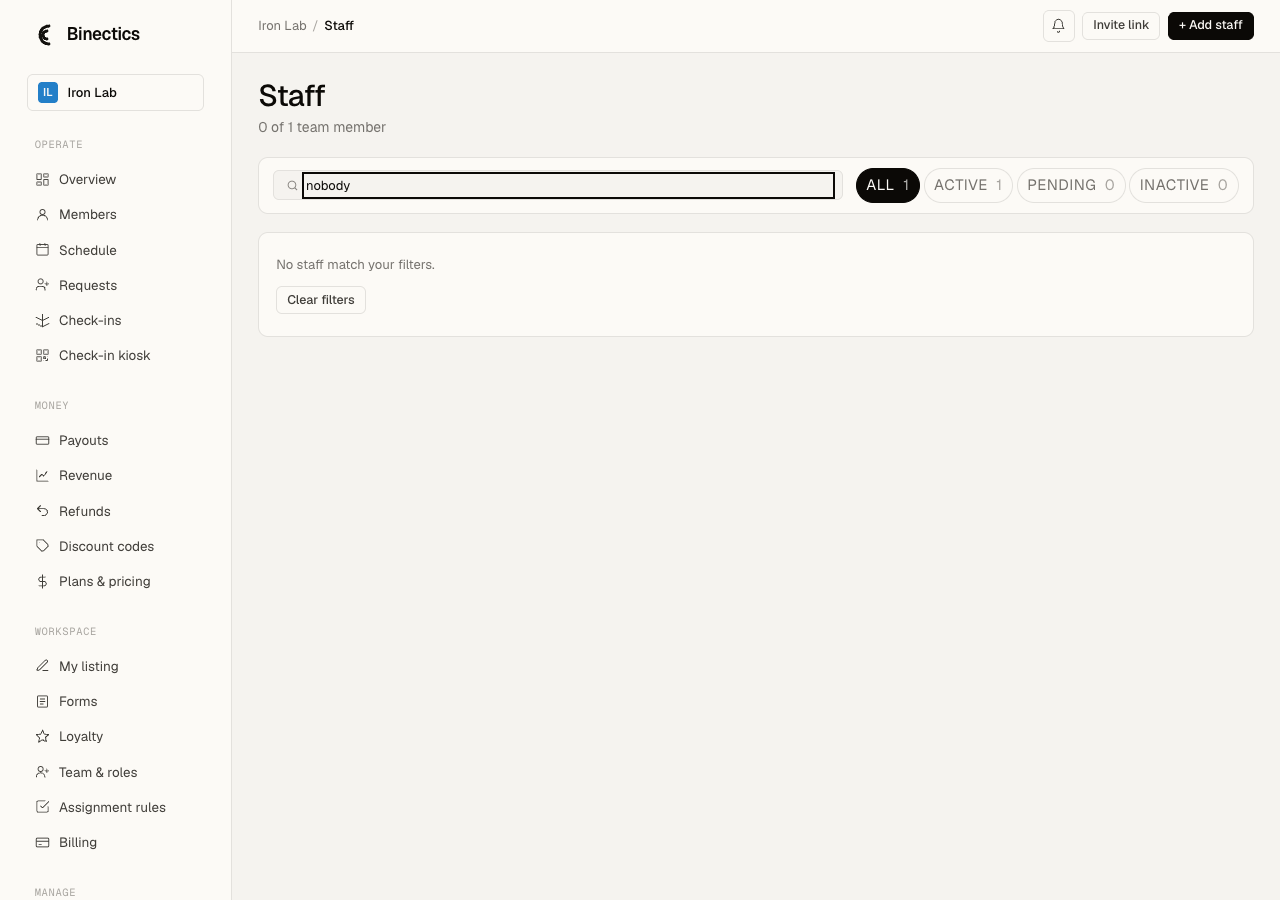 Binectics
IL Iron Lab
OPERATE
Overview
Members
Schedule
Requests
Check-ins
Check-in kiosk
MONEY
Payouts
Revenue
Refunds
Discount codes
Plans & pricing
WORKSPACE
My listing
Forms
Loyalty
Team & roles
Assignment rules
Billing
MANAGE
Iron Lab / Staff
Invite link
+ Add staff
Staff
0 of 1 team member
nobody
ALL 1
ACTIVE 1
PENDING 0
INACTIVE 0
No staff match your filters.
Clear filters